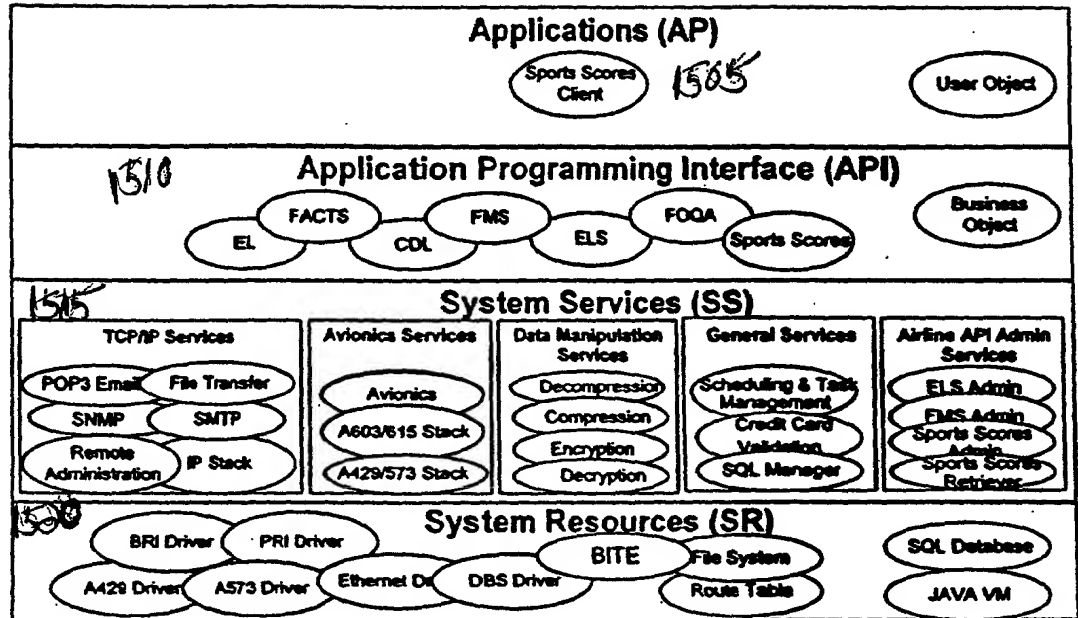 Applications (AP)
Sports Scores
Client
1505
User Object
1510
Application Programming Interface (API)
EL
FACTS
CDL
FMS
ELS
FOQA
Sports Scores
Business
Object
1515
System Services (SS)
TCP/IP Services
POP3 Email
File Transfer
SNMP
SMTP
Remote
Administration
IP Stack
Avionics Services
Avionics
A603/615 Stack
A429/573 Stack
Data Manipulation
Services
Decompression
Compression
Encryption
Decryption
General Services
Scheduling & Task
Management
Credit Card
Validation
SQL Manager
Airline API Admin
Services
ELS Admin
FMS Admin
Sports Scores
Admin
Sports Scores
Retriever
1520
System Resources (SR)
BRI Driver
PRI Driver
A429 Driver
A573 Driver
Ethernet
DBS Driver
BITE
File System
Route Table
SQL Database
JAVA VM